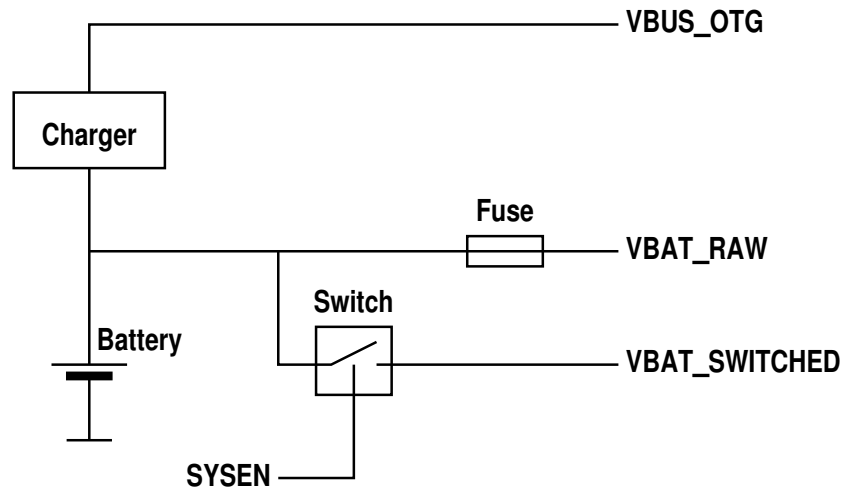 VBUS_OTG
Charger
Fuse
VBAT_RAW
Switch
Battery
VBAT_SWITCHED
SYSEN